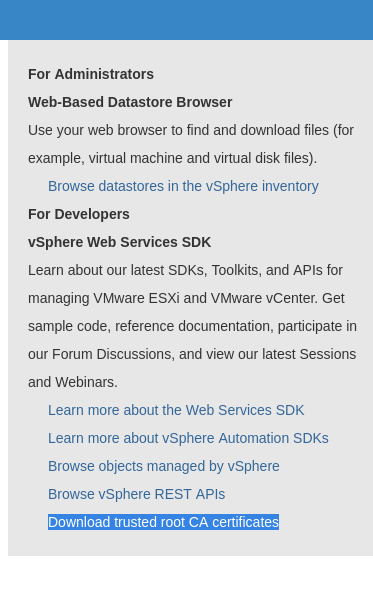 For Administrators
Web-Based Datastore Browser
Use your web browser to find and download files (for
example, virtual machine and virtual disk files).
Browse datastores in the vSphere inventory
For Developers
vSphere Web Services SDK
Learn about our latest SDKs, Toolkits, and APIs for
managing VMware ESXi and VMware vCenter. Get
sample code, reference documentation, participate in
our Forum Discussions, and view our latest Sessions
and Webinars.
Learn more about the Web Services SDK
Learn more about vSphere Automation SDKs
Browse objects managed by vSphere
Browse vSphere REST APIs
Download trusted root CA certificates